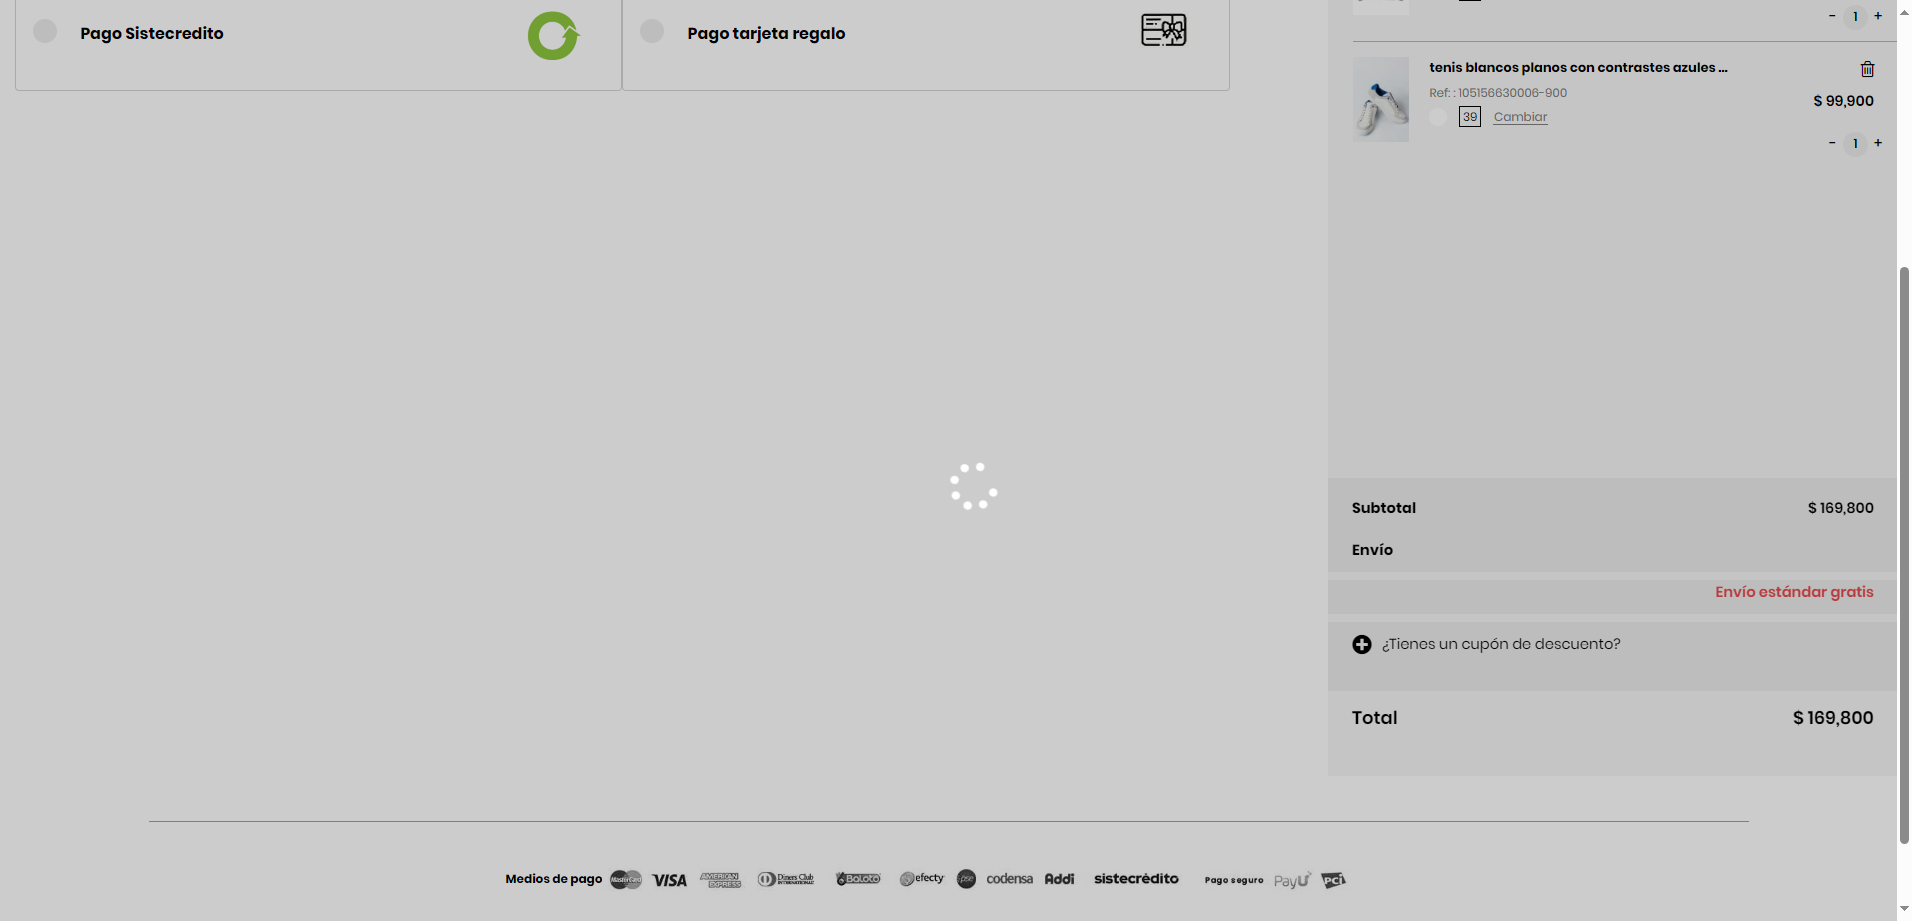 Pago Sistecredito
Pago tarjeta regalo
- 1 +
tenis blancos planos con contrastes azules ...
Ref: : 105156630006-900
$ 99,900
39 Cambiar
- 1 +
Subtotal $ 169,800
Envío
Envío estándar gratis
¿Tienes un cupón de descuento?
Total $ 169,800
Medios de pago MasterCard VISA AMERICAN EXPRESS Diners Club INTERNATIONAL Baloto efecty pse codensa Addi sistecrédito Pago seguro PayU PCI